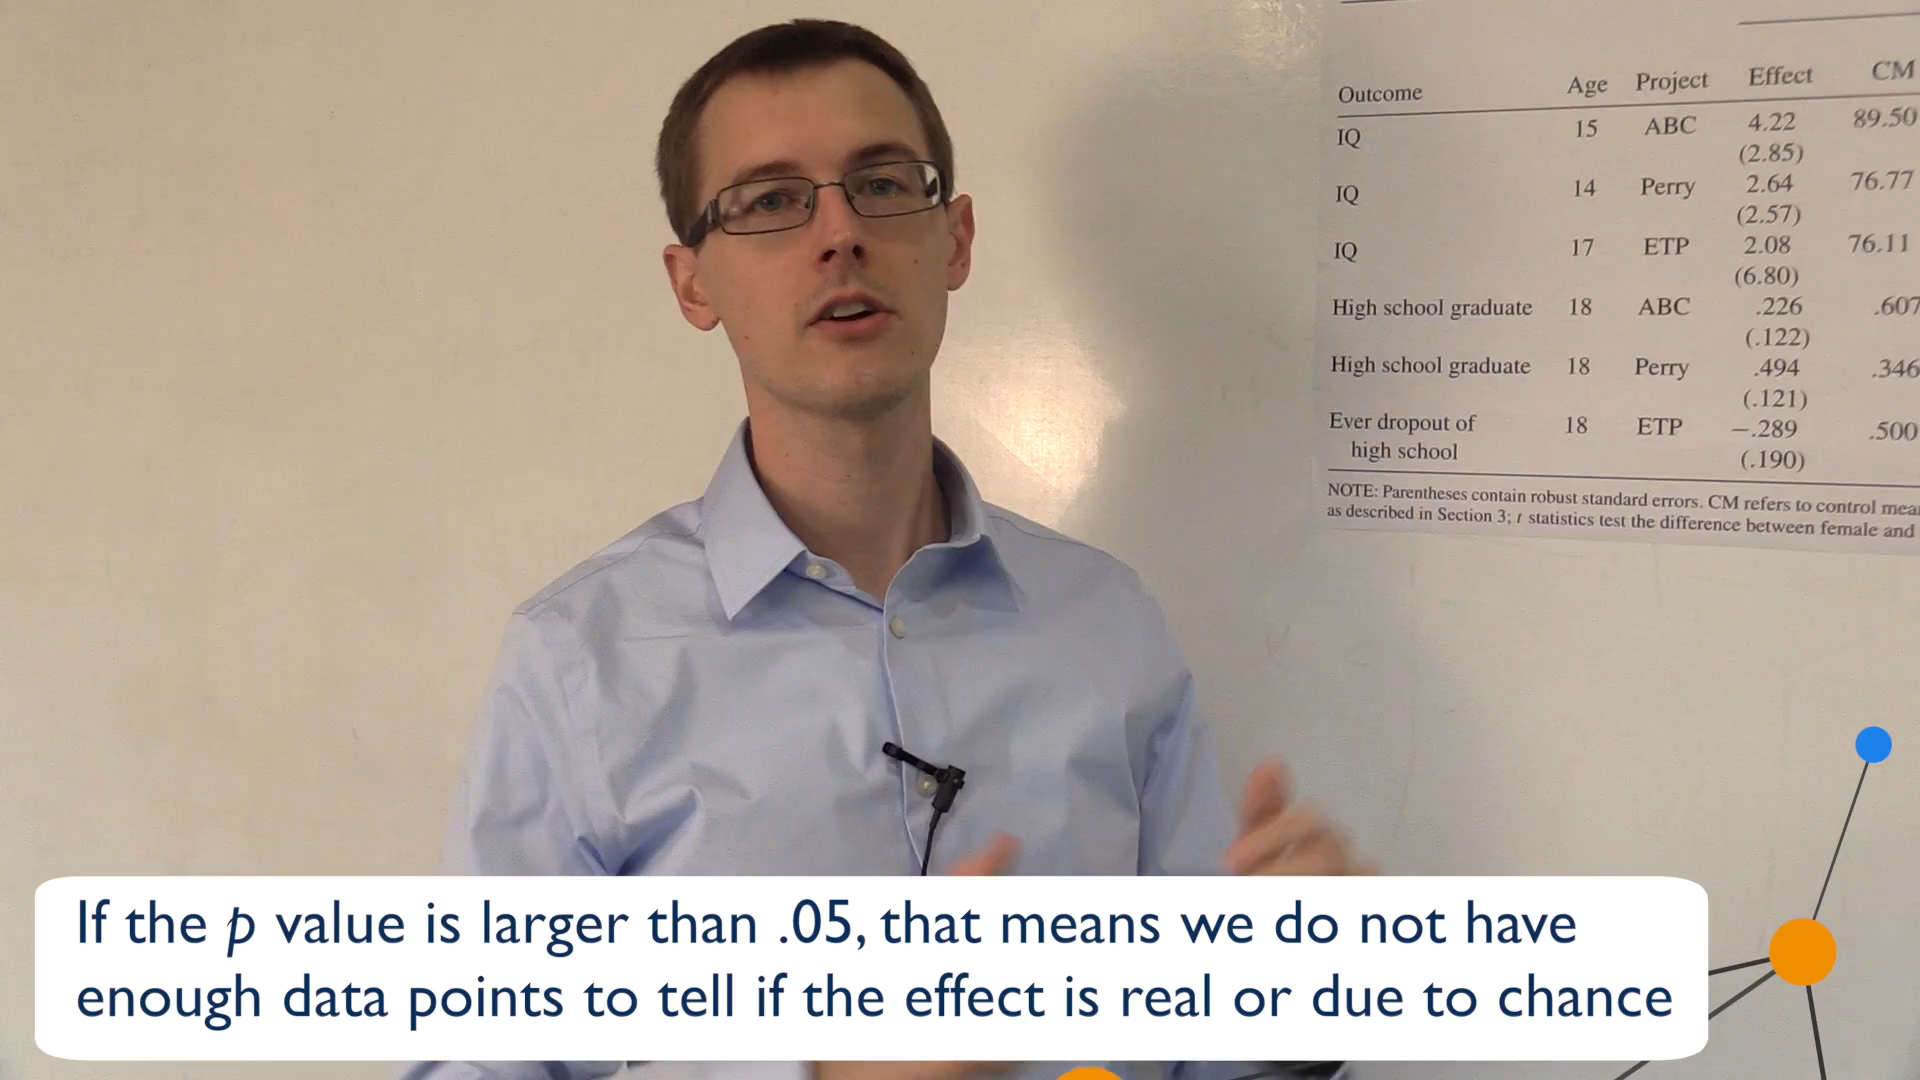 Outcome Age Project Effect CM
IQ 15 ABC 4.22 89.50
(2.85)
IQ 14 Perry 2.64 76.77
(2.57)
IQ 17 ETP 2.08 76.11
(6.80)
High school graduate 18 ABC .226 .607
(.122)
High school graduate 18 Perry .494 .346
(.121)
Ever dropout of 18 ETP −.289 .500
high school
(.190)
NOTE: Parentheses contain robust standard errors. CM refers to control
as described in Section 3; t statistics test the difference between female and
If the p value is larger than .05, that means we do not have
enough data points to tell if the effect is real or due to chance